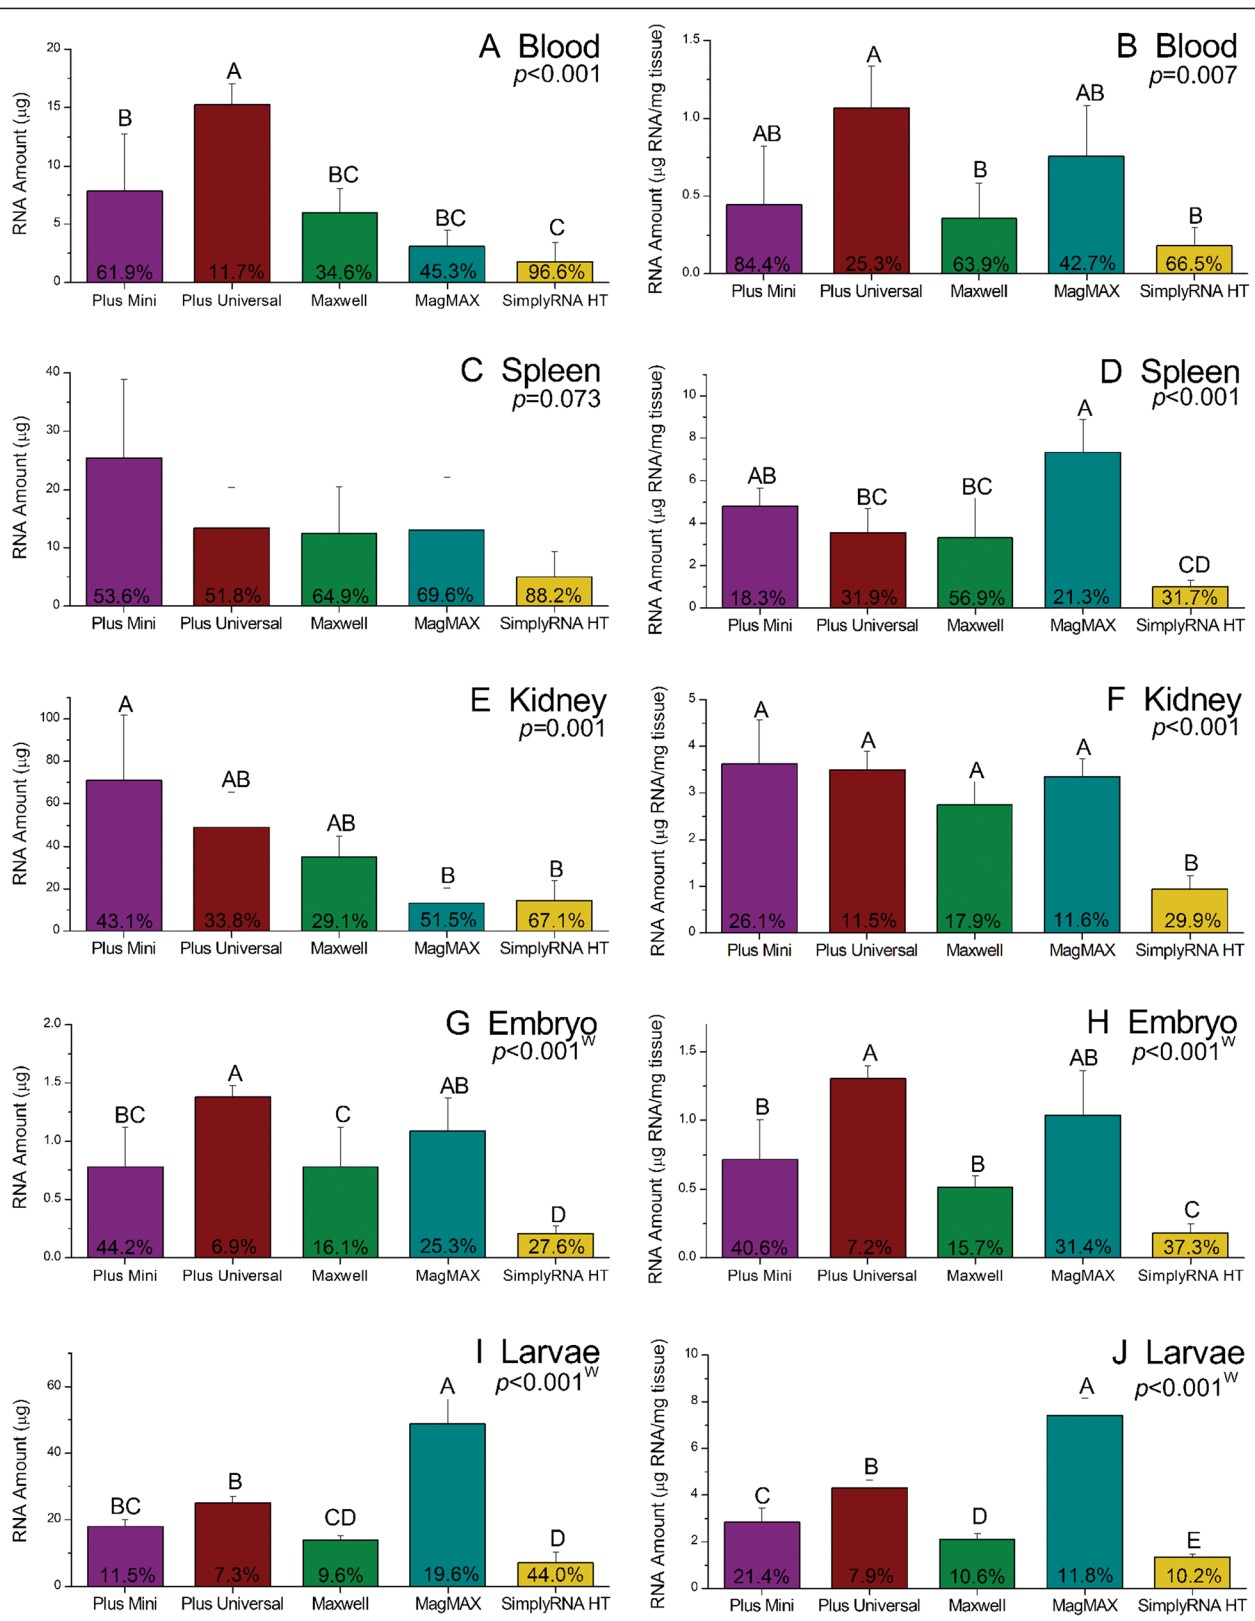 A Blood
p<0.001
RNA Amount (µg)
20
15
10
5
0
B
A
BC
BC
C
61.9% 11.7% 34.6% 45.3% 96.6%
Plus Mini Plus Universal Maxwell MagMAX SimplyRNA HT
B Blood
p=0.007
RNA Amount (µg RNA/mg tissue)
1.5
1.0
0.5
0.0
AB
A
B
AB
B
84.4% 25.3% 63.9% 42.7% 66.5%
Plus Mini Plus Universal Maxwell MagMAX SimplyRNA HT
C Spleen
p=0.073
RNA Amount (µg)
40
30
20
10
0
53.6% 51.8% 64.9% 69.6% 88.2%
Plus Mini Plus Universal Maxwell MagMAX SimplyRNA HT
D Spleen
p<0.001
RNA Amount (µg RNA/mg tissue)
10
8
6
4
2
0
AB
BC
BC
A
CD
18.3% 31.9% 56.9% 21.3% 31.7%
Plus Mini Plus Universal Maxwell MagMAX SimplyRNA HT
E Kidney
p=0.001
RNA Amount (µg)
100
80
60
40
20
0
A
AB
AB
B
B
43.1% 33.8% 29.1% 51.5% 67.1%
Plus Mini Plus Universal Maxwell MagMAX SimplyRNA HT
F Kidney
p<0.001
RNA Amount (µg RNA/mg tissue)
5
4
3
2
1
0
A
A
A
A
B
26.1% 11.5% 17.9% 11.6% 29.9%
Plus Mini Plus Universal Maxwell MagMAX SimplyRNA HT
G Embryo
p<0.001W
RNA Amount (µg)
2.0
1.5
1.0
0.5
0.0
BC
A
C
AB
D
44.2% 6.9% 16.1% 25.3% 27.6%
Plus Mini Plus Universal Maxwell MagMAX SimplyRNA HT
H Embryo
p<0.001W
RNA Amount (µg RNA/mg tissue)
1.5
1.0
0.5
0.0
B
A
B
AB
C
40.6% 7.2% 15.7% 31.4% 37.3%
Plus Mini Plus Universal Maxwell MagMAX SimplyRNA HT
I Larvae
p<0.001W
RNA Amount (µg)
60
40
20
0
BC
B
CD
A
D
11.5% 7.3% 9.6% 19.6% 44.0%
Plus Mini Plus Universal Maxwell MagMAX SimplyRNA HT
J Larvae
p<0.001W
RNA Amount (µg RNA/mg tissue)
10
8
6
4
2
0
C
B
D
A
E
21.4% 7.9% 10.6% 11.8% 10.2%
Plus Mini Plus Universal Maxwell MagMAX SimplyRNA HT